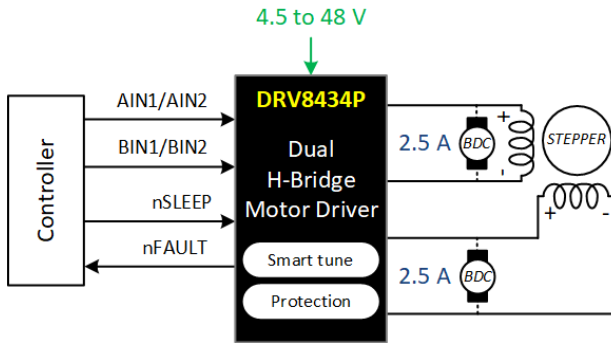 4.5 to 48 V
DRV8434P
Dual
H-Bridge
Motor Driver
Smart tune
Protection
Controller
AIN1/AIN2
BIN1/BIN2
nSLEEP
nFAULT
2.5 A
BDC
+
-
STEPPER
+
-
2.5 A
BDC